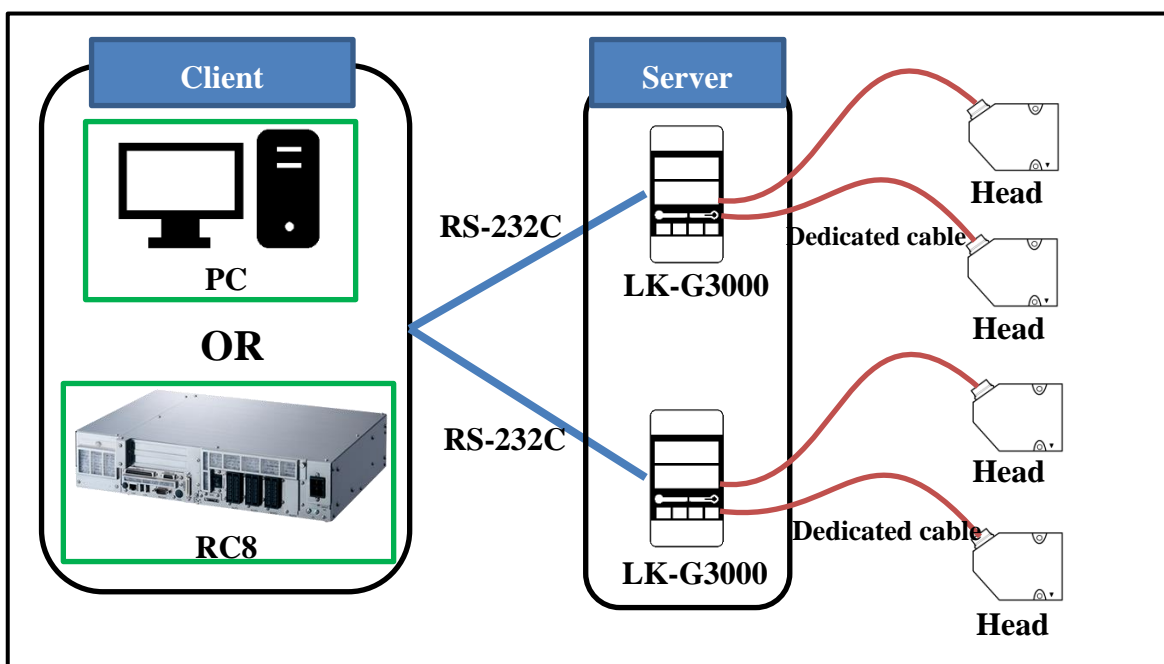 Client
PC
OR
RC8
RS-232C
RS-232C
Server
LK-G3000
LK-G3000
Head
Dedicated cable
Head
Head
Dedicated cable
Head